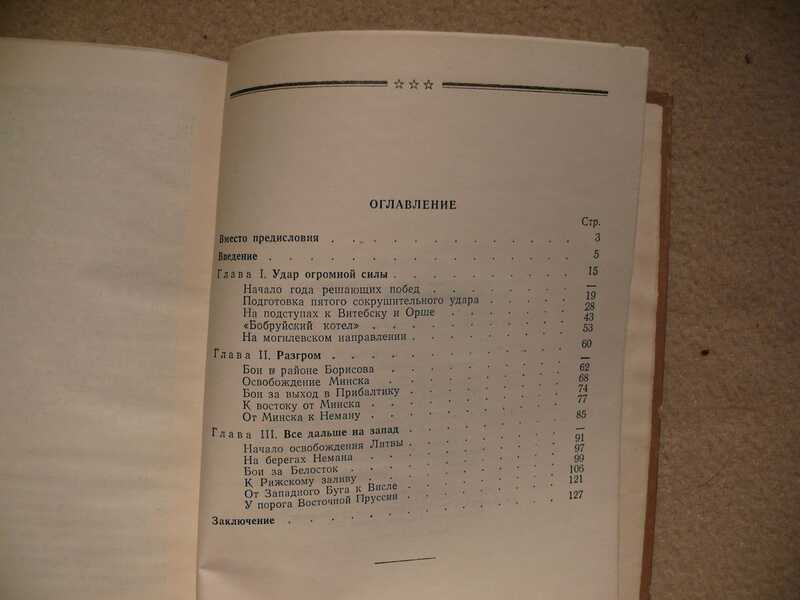 ☆☆☆
ОГЛАВЛЕНИЕ
Стр.
Вместо предисловия . . . . . . . . . . . . 3
Введение . . . . . . . . . . . . . . . 5
Глава I. Удар огромной силы . . . . . . . . . 15
Начало года решающих побед . . . . . . . —
Подготовка пятого сокрушительного удара . . . . . 19
На подступах к Витебску и Орше . . . . . . . 28
«Бобруйский котел» . . . . . . . . . . 43
На могилевском направлении . . . . . . . . 53
Глава II. Разгром . . . . . . . . . . . . 60
Бои в районе Борисова . . . . . . . . . —
Освобождение Минска . . . . . . . . . . 62
Бои за выход в Прибалтику . . . . . . . . 68
К востоку от Минска . . . . . . . . . . 74
От Минска к Неману . . . . . . . . . . 77
Глава III. Все дальше на запад . . . . . . . . 85
Начало освобождения Литвы . . . . . . . . —
На берегах Немана . . . . . . . . . . 91
Бои за Белосток . . . . . . . . . . . 97
К Рижскому заливу . . . . . . . . . . 99
От Западного Буга к Висле . . . . . . . . 106
У порога Восточной Пруссии . . . . . . . . 121
Заключение . . . . . . . . . . . . . . 127